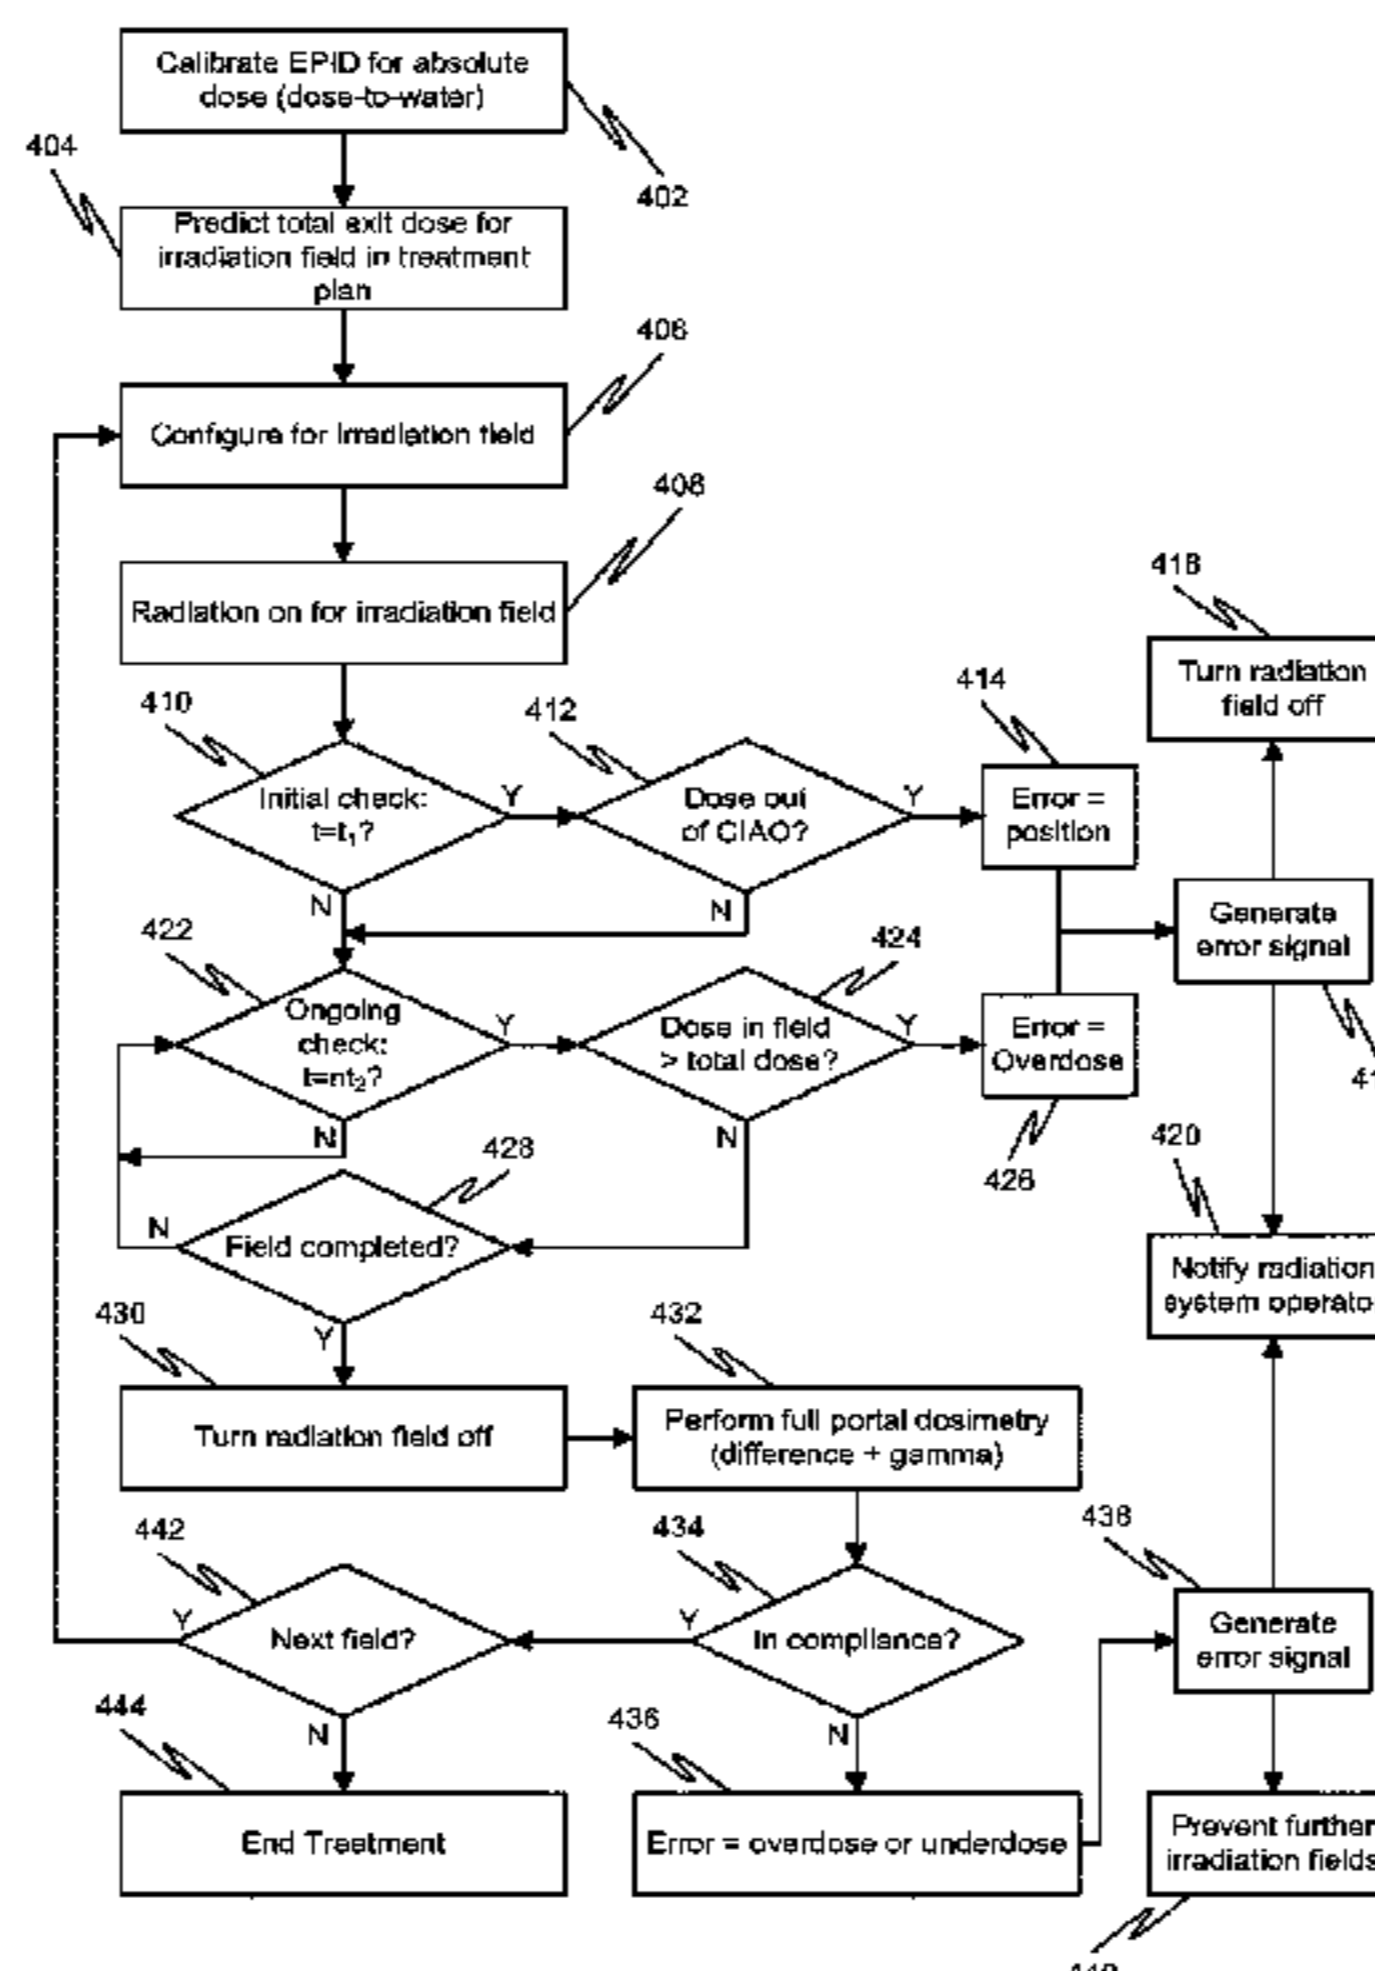 Calibrate EPID for absolute
dose (dose-to-water)
402
404
Predict total exit dose for
irradiation field in treatment
plan
406
Configure for irradiation field
408
Radiation on for irradiation field
410
Initial check:
t=t₁?
Y
N
412
Dose out
of CIAO?
Y
N
414
Error =
position
418
Turn radiation
field off
Generate
error signal
422
Ongoing
check:
t=nt₂?
Y
N
424
Dose in field
> total dose?
Y
N
Error =
Overdose
426
420
Notify radiation
system operato
428
Field completed?
N
Y
430
Turn radiation field off
432
Perform full portal dosimetry
(difference + gamma)
434
In compliance?
Y
N
442
Next field?
Y
N
444
End Treatment
436
Error = overdose or underdose
438
Generate
error signal
Prevent further
irradiation fields